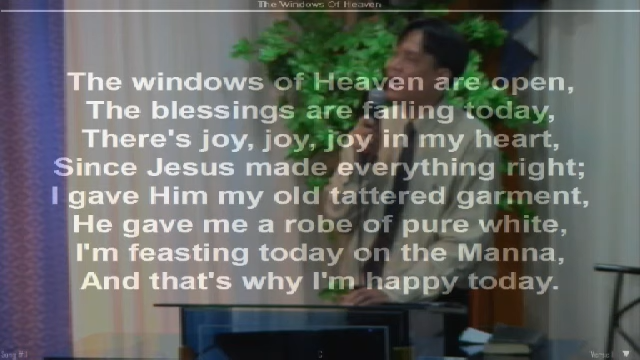 The Windows Of Heaven
The windows of Heaven are open,
The blessings are falling today,
There's joy, joy, joy in my heart,
Since Jesus made everything right;
I gave Him my old tattered garment,
He gave me a robe of pure white,
I'm feasting today on the Manna,
And that's why I'm happy today.